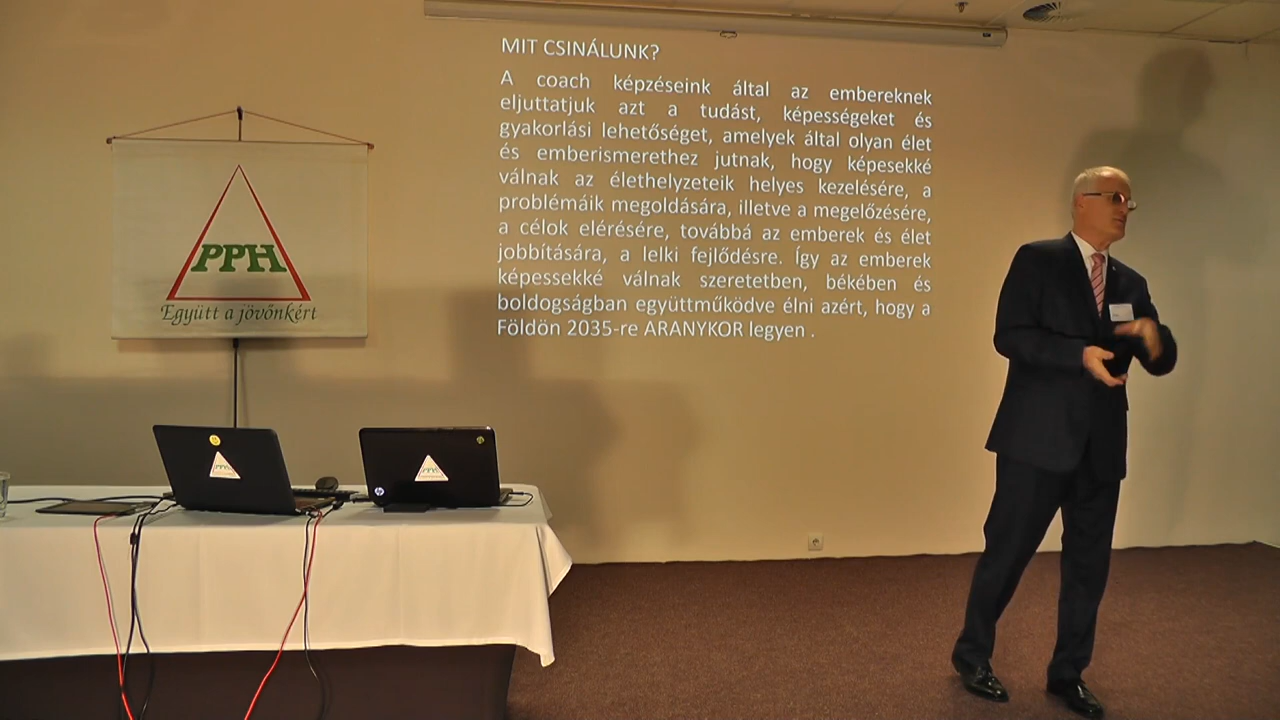 MIT CSINÁLUNK?
A coach képzéseink által az embereknek
eljuttatjuk azt a tudást, képességeket és
gyakorlási lehetőséget, amelyek által olyan élet
és emberismerethez jutnak, hogy képesekké
válnak az élethelyzeteik helyes kezelésére, a
problémáik megoldására, illetve a megelőzésére,
a célok elérésére, továbbá az emberek és élet
jobbítására, a lelki fejlődésre. Így az emberek
képessekké válnak szeretetben, békében és
boldogságban együttműködve élni azért, hogy a
Földön 2035-re ARANYKOR legyen .
PPH
Együtt a jövőnkért
PPH
PPH
hp